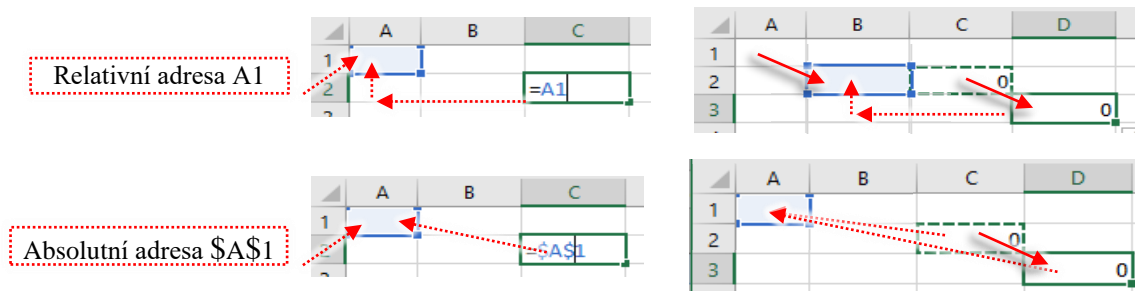 A B C
1
Relativní adresa A1
2 =A1
A B C D
1
2 0
3 0
A B C
1
Absolutní adresa $A$1
=$A$1
A B C D
1
2 0
3 0